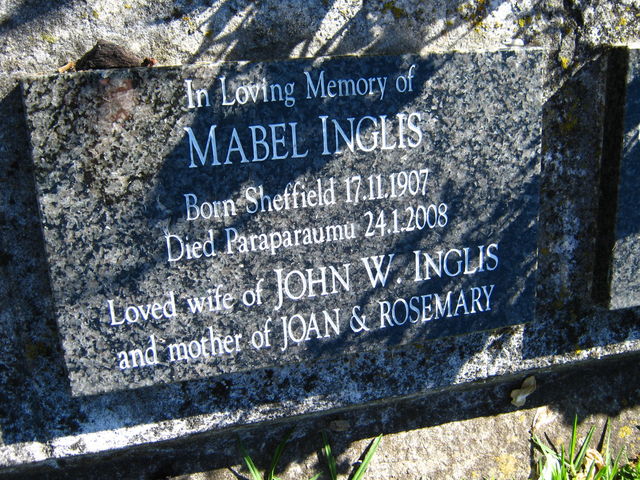 In Loving Memory of
MABEL INGLIS
Born Sheffield 17.11.1907
Died Paraparaumu 24.1.2008
Loved wife of JOHN W. INGLIS
and mother of JOAN & ROSEMARY